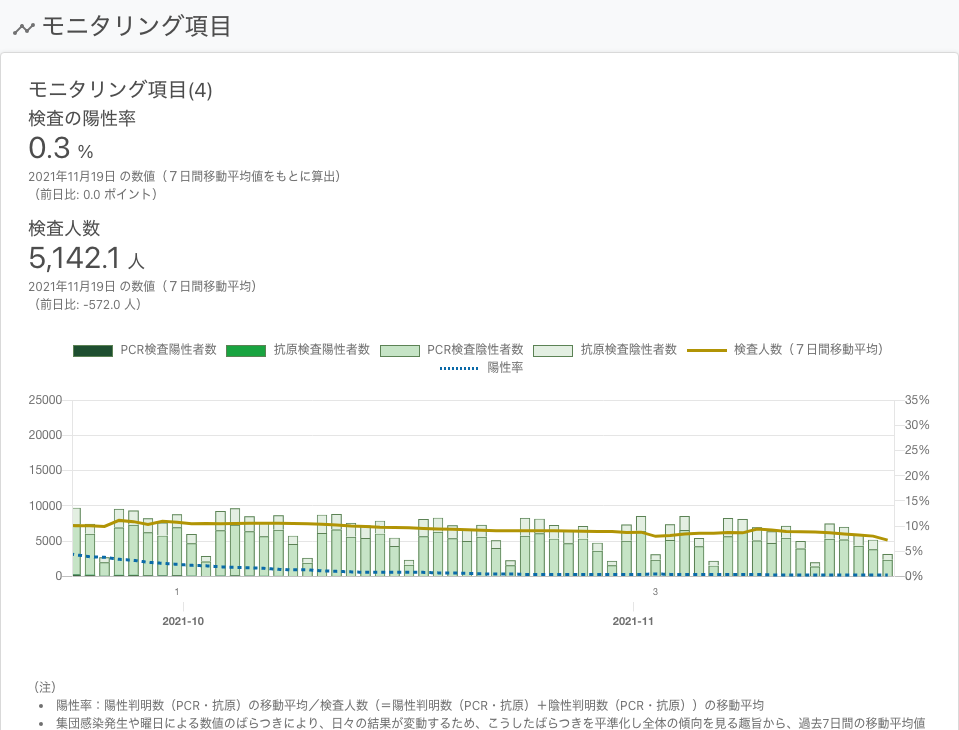 モニタリング項目
モニタリング項目(4)
検査の陽性率
0.3 %
2021年11月19日 の数値（７日間移動平均値をもとに算出）
（前日比: 0.0 ポイント）
検査人数
5,142.1 人
2021年11月19日 の数値（７日間移動平均）
（前日比: -572.0 人）
PCR検査陽性者数 抗原検査陽性者数 PCR検査陰性者数 抗原検査陰性者数 検査人数（７日間移動平均）
陽性率
25000 35%
30%
20000 25%
15000 20%
15%
10000 10%
5000 5%
0 0%
1 3
2021-10 2021-11
（注）
• 陽性率：陽性判明数（PCR・抗原）の移動平均／検査人数（＝陽性判明数（PCR・抗原）＋陰性判明数（PCR・抗原））の移動平均
• 集団感染発生や曜日による数値のばらつきにより、日々の結果が変動するため、こうしたばらつきを平準化し全体の傾向を見る趣旨から、過去7日間の移動平均値